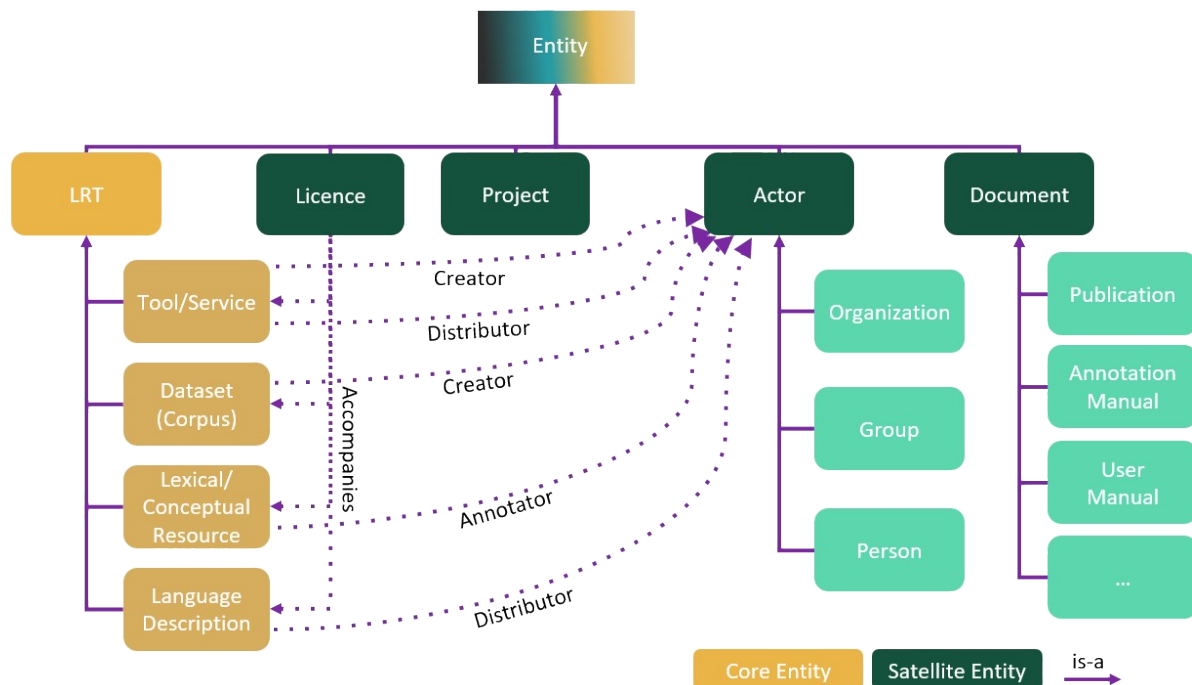 Entity
LRT
Licence
Project
Actor
Document
Tool/Service
Creator
Distributor
Organization
Publication
Dataset
(Corpus)
Creator
Accompanies
Group
Annotation
Manual
Lexical/
Conceptual
Resource
Annotator
Person
User
Manual
Language
Description
Distributor
...
Core Entity
Satellite Entity
is-a